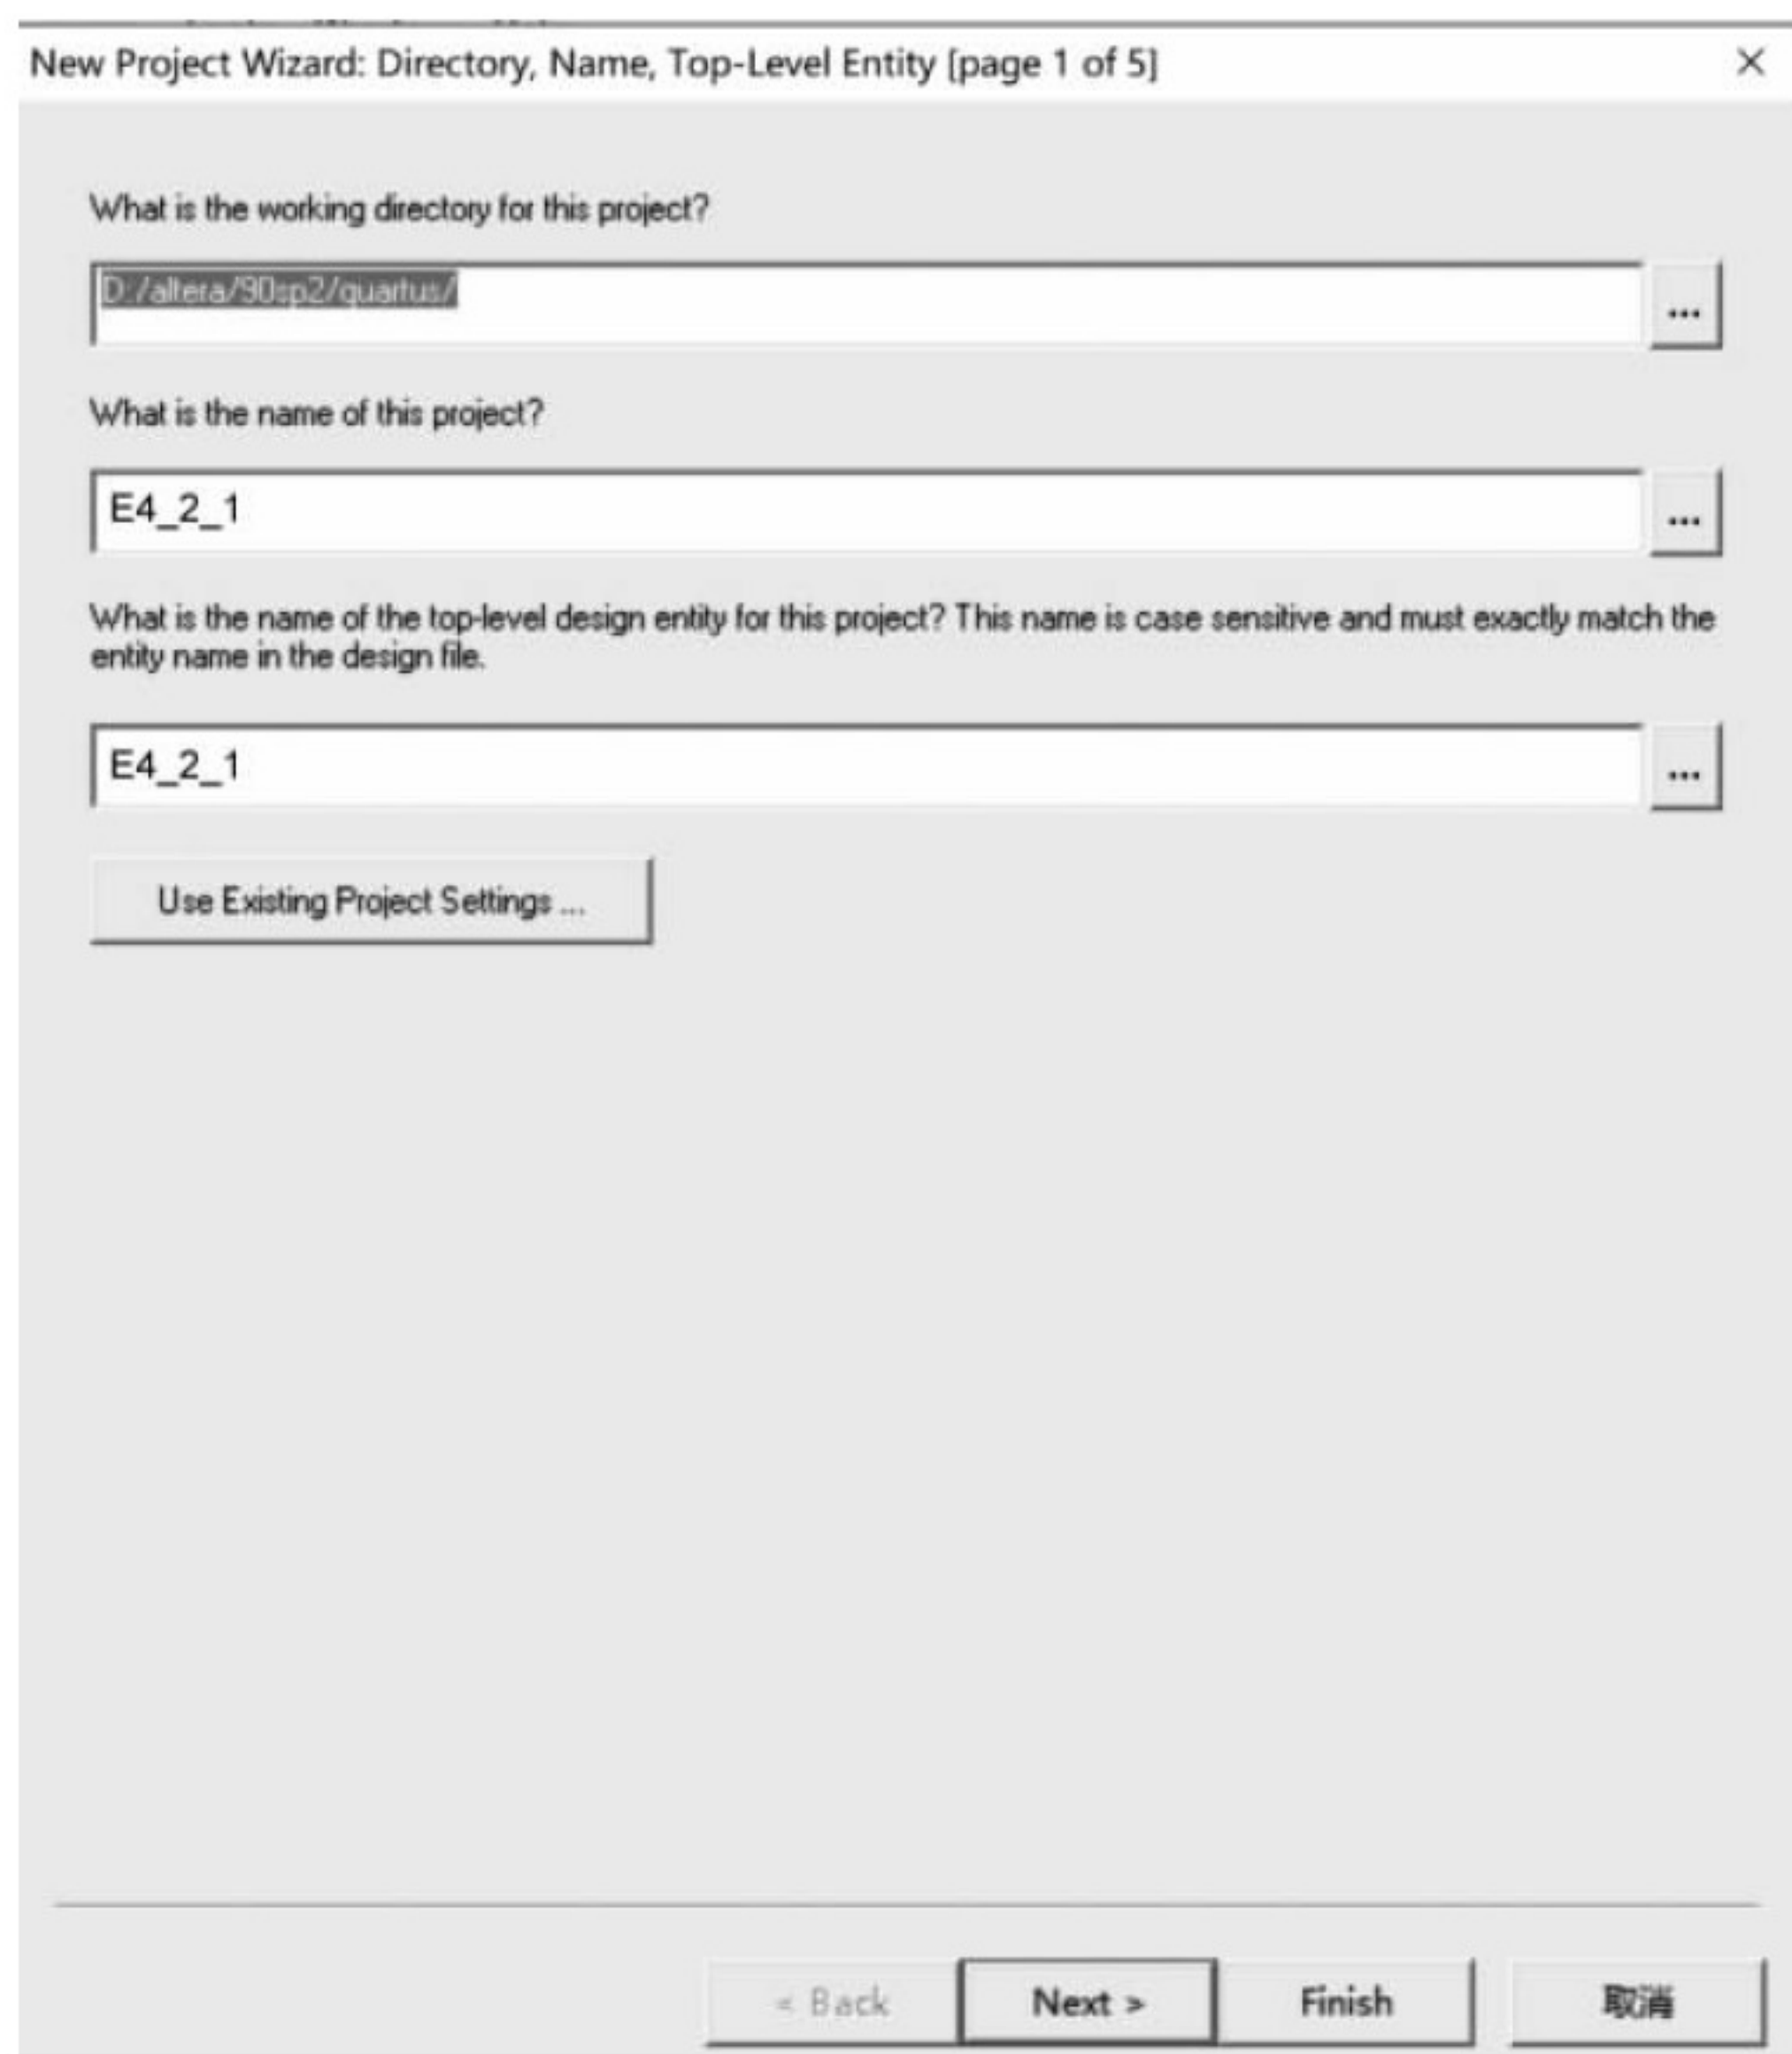 New Project Wizard: Directory, Name, Top-Level Entity [page 1 of 5]
What is the working directory for this project?
D:/altera/90sp2/quartus/
...
What is the name of this project?
E4_2_1
...
What is the name of the top-level design entity for this project? This name is case sensitive and must exactly match the
entity name in the design file.
E4_2_1
...
Use Existing Project Settings ...
< Back
Next >
Finish
取消